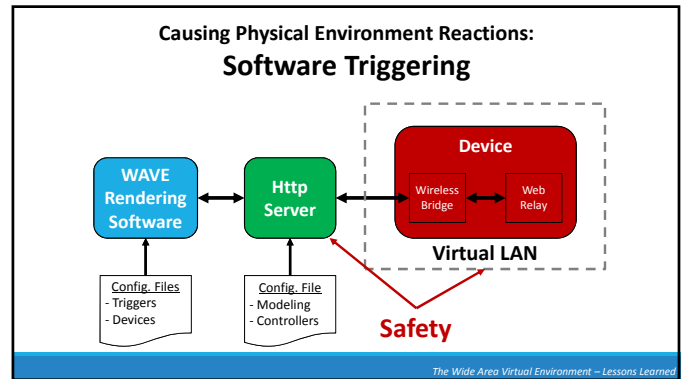 Causing Physical Environment Reactions:
Software Triggering
WAVE
Rendering
Software
Http
Server
Device
Wireless
Bridge
Web
Relay
Virtual LAN
Config. Files
- Triggers
- Devices
Config. File
- Modeling
- Controllers
Safety
The Wide Area Virtual Environment – Lessons Learned